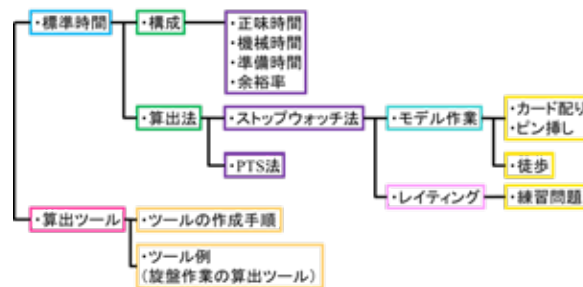 ・標準時間
・構成
・正味時間
・機械時間
・準備時間
・余裕率
・算出法
・ストップウォッチ法
・モデル作業
・カード配り
・ピン挿し
・徒歩
・PTS法
・レイティング
・練習問題
・算出ツール
・ツールの作成手順
・ツール例
(旋盤作業の算出ツール)